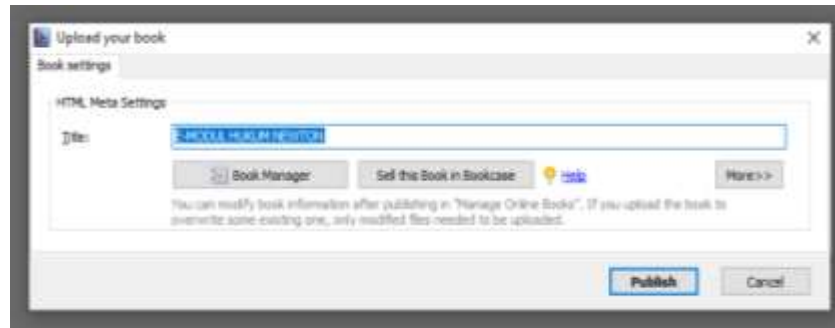 Upload your book
Book settings
HTML Meta Settings
Title:
E-MODUL HUKUM NEWTON
Book Manager
Sell this Book in Bookcase
Help
More>>
You can modify book information after publishing in "Manage Online Books". If you upload the book to
overwrite some existing one, only modified files needed to be uploaded.
Publish
Cancel